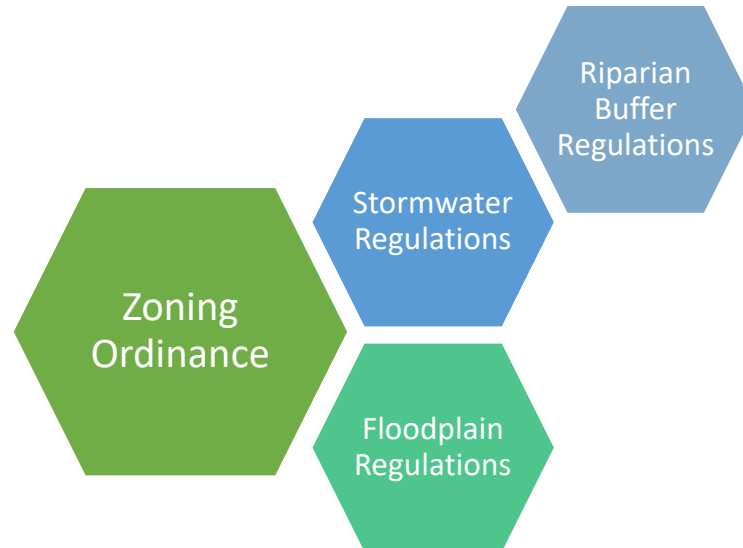 Riparian
Buffer
Regulations
Stormwater
Regulations
Zoning
Ordinance
Floodplain
Regulations